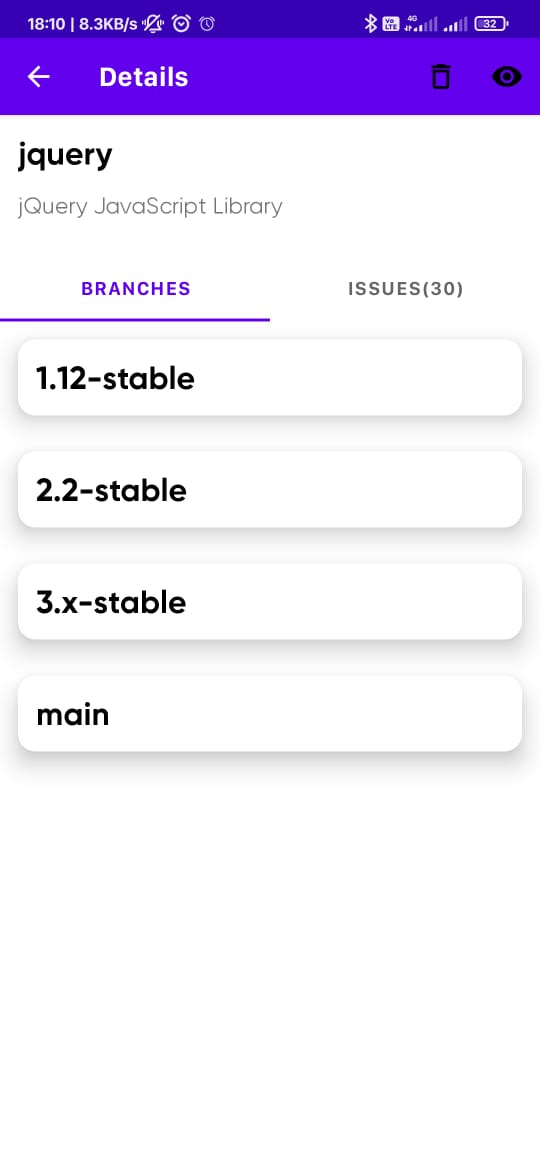 18:10 | 8.3KB/s
Vo LTE 4G 32
Details
jquery
jQuery JavaScript Library
BRANCHES
ISSUES(30)
1.12-stable
2.2-stable
3.x-stable
main